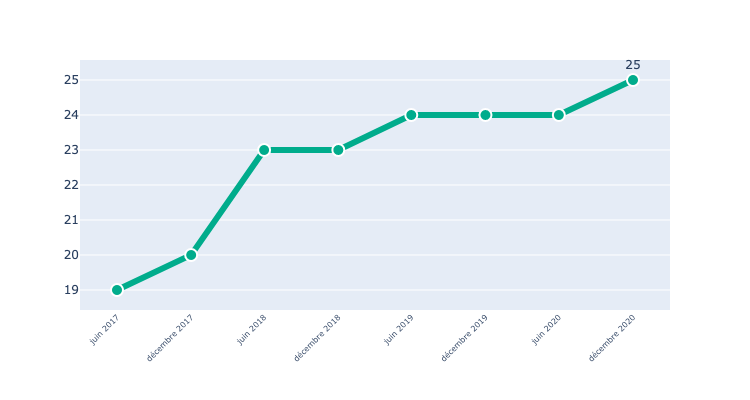 25
25
24
23
22
21
20
19
juin 2017
décembre 2017
juin 2018
décembre 2018
juin 2019
décembre 2019
juin 2020
décembre 2020